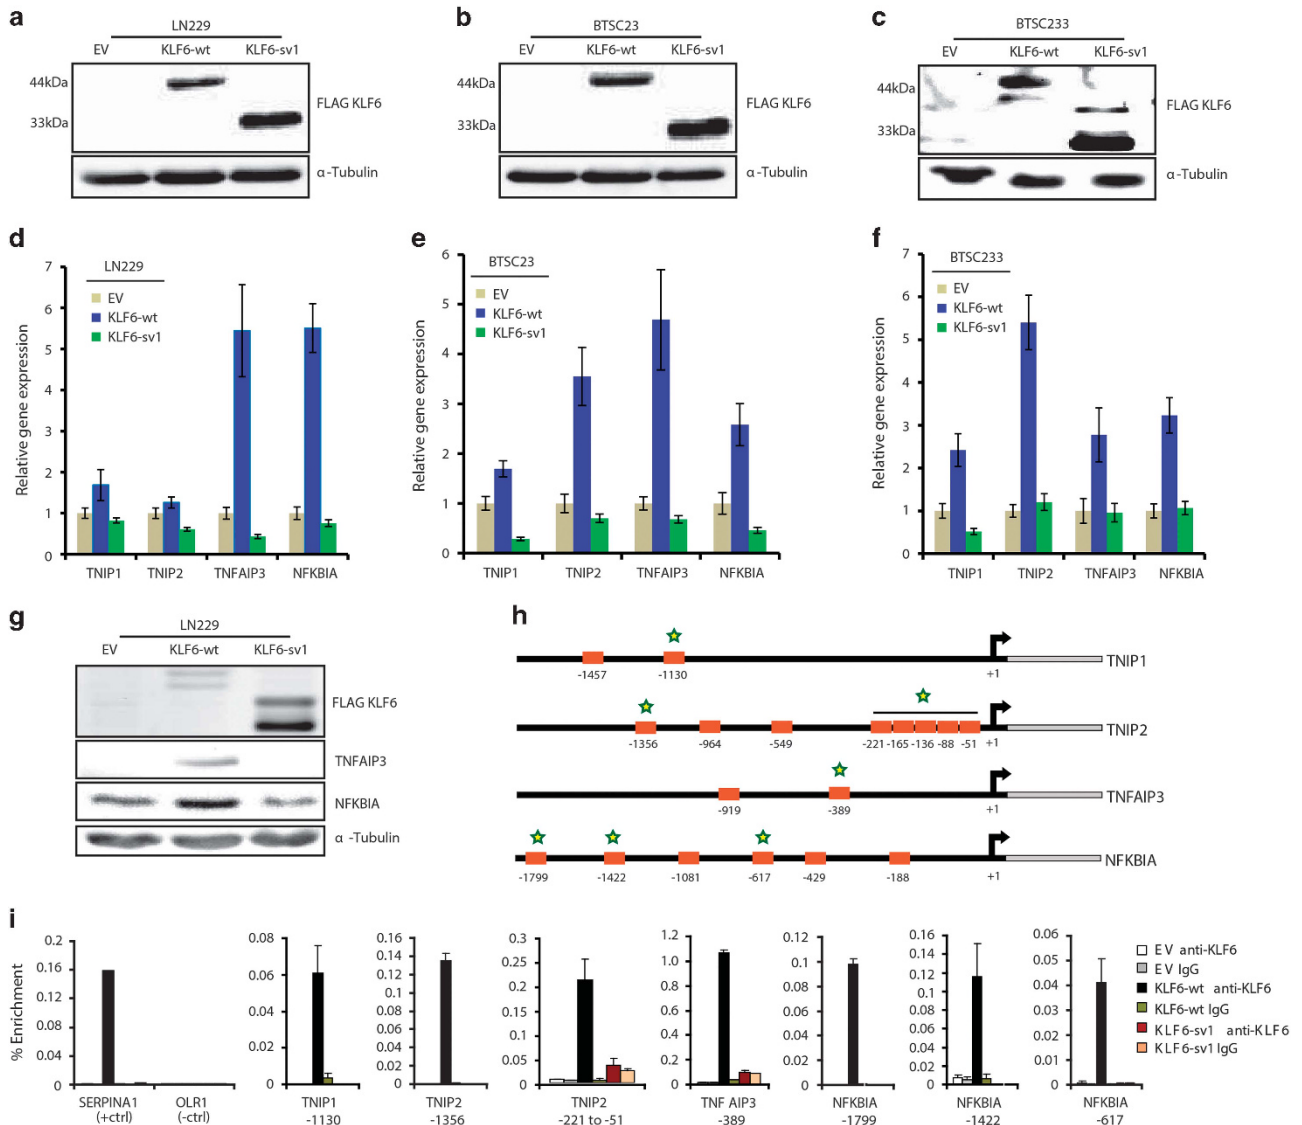 a
LN229
EV KLF6-wt KLF6-sv1
44kDa
33kDa
FLAG KLF6
α-Tubulin
b
BTSC23
EV KLF6-wt KLF6-sv1
44kDa
33kDa
FLAG KLF6
α-Tubulin
c
BTSC233
EV KLF6-wt KLF6-sv1
44kDa
33kDa
FLAG KLF6
α-Tubulin
d
LN229
EV
KLF6-wt
KLF6-sv1
Relative gene expression
7
6
5
4
3
2
1
0
TNIP1 TNIP2 TNFAIP3 NFKBIA
e
BTSC23
EV
KLF6-wt
KLF6-sv1
Relative gene expression
6
5
4
3
2
1
0
TNIP1 TNIP2 TNFAIP3 NFKBIA
f
BTSC233
EV
KLF6-wt
KLF6-sv1
Relative gene expression
7
6
5
4
3
2
1
0
TNIP1 TNIP2 TNFAIP3 NFKBIA
g
LN229
EV KLF6-wt KLF6-sv1
FLAG KLF6
TNFAIP3
NFKBIA
α-Tubulin
h
-1457 -1130 +1 TNIP1
-1356 -964 -549 -221 -165 -136 -88 -51 +1 TNIP2
-919 -389 +1 TNFAIP3
-1799 -1422 -1081 -617 -429 -188 +1 NFKBIA
i
% Enrichment
0.2
0.16
0.12
0.08
0.04
0
SERPINA1 (+ctrl)
OLR1 (-ctrl)
0.08
0.06
0.04
0.02
0
TNIP1
-1130
0.16
0.14
0.12
0.10
0.08
0.06
0.04
0.02
0
TNIP2
-1356
0.3
0.25
0.2
0.15
0.1
0.05
0
TNIP2
-221 to -51
1.2
0.9
0.6
0.3
0
TNF AIP3
-389
0.12
0.10
0.08
0.06
0.04
0.02
0
NFKBIA
-1799
0.16
0.14
0.12
0.10
0.08
0.06
0.04
0.02
0
NFKBIA
-1422
0.06
0.05
0.04
0.03
0.02
0.01
0
NFKBIA
-617
EV anti-KLF6
EV IgG
KLF6-wt anti-KLF6
KLF6-wt IgG
KLF6-sv1 anti-KLF6
KLF6-sv1 IgG